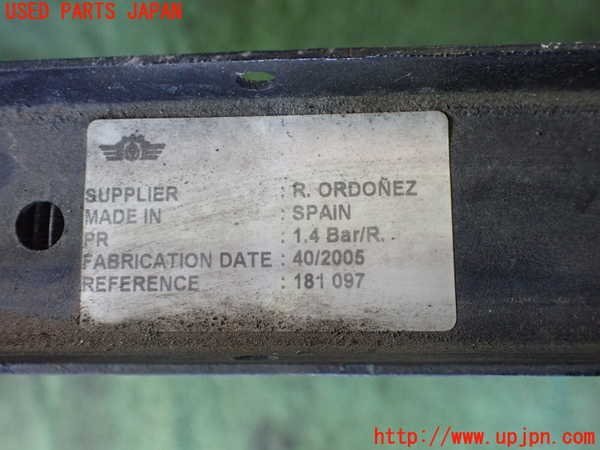 USED PARTS JAPAN
SUPPLIER : R. ORDOÑEZ
MADE IN : SPAIN
PR : 1.4 Bar/R.
FABRICATION DATE : 40/2005
REFERENCE : 181 097
http://www.upjpn.com/